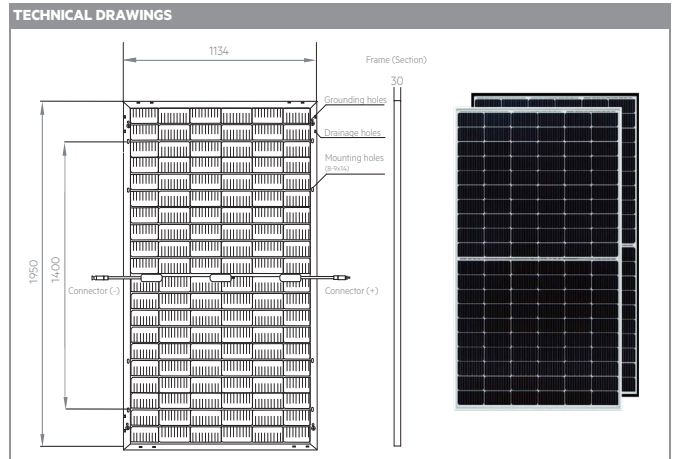 TECHNICAL DRAWINGS
1134
Frame (Section)
30
Grounding holes
Drainage holes
Mounting holes
(8-9x14)
1950
1400
Connector (-)
Connector (+)